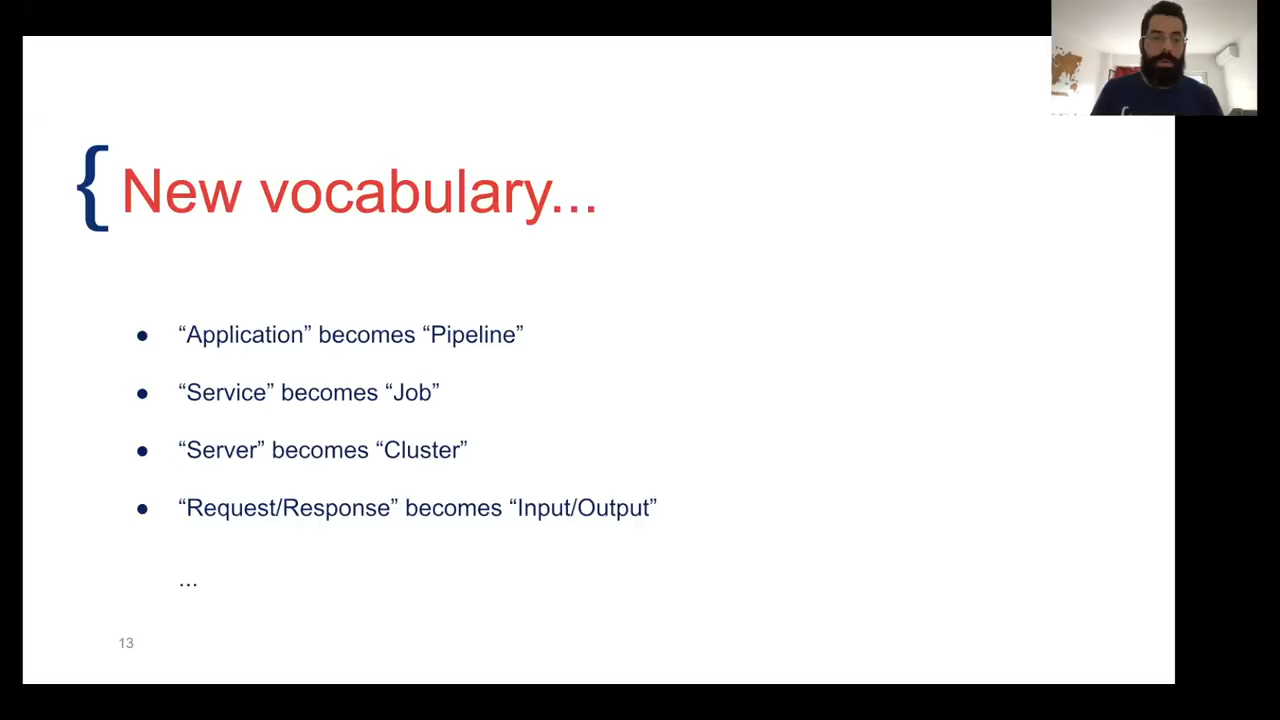 { New vocabulary...
● “Application” becomes “Pipeline”
● “Service” becomes “Job”
● “Server” becomes “Cluster”
● “Request/Response” becomes “Input/Output”
...
13